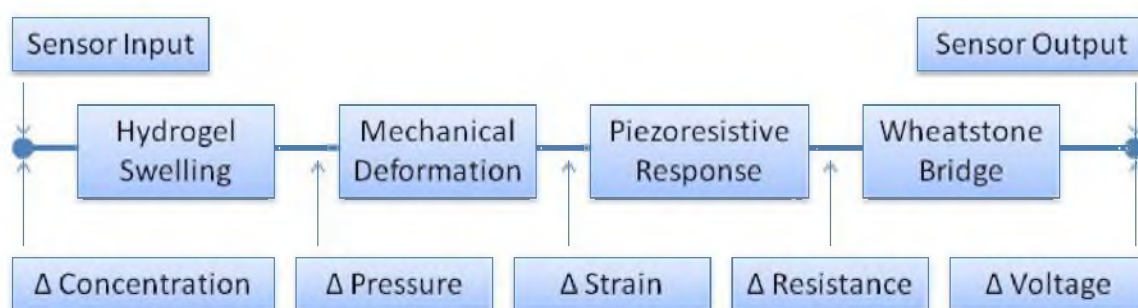 Sensor Input
Sensor Output
Hydrogel
Swelling
Mechanical
Deformation
Piezoresistive
Response
Wheatstone
Bridge
Δ Concentration
Δ Pressure
Δ Strain
Δ Resistance
Δ Voltage